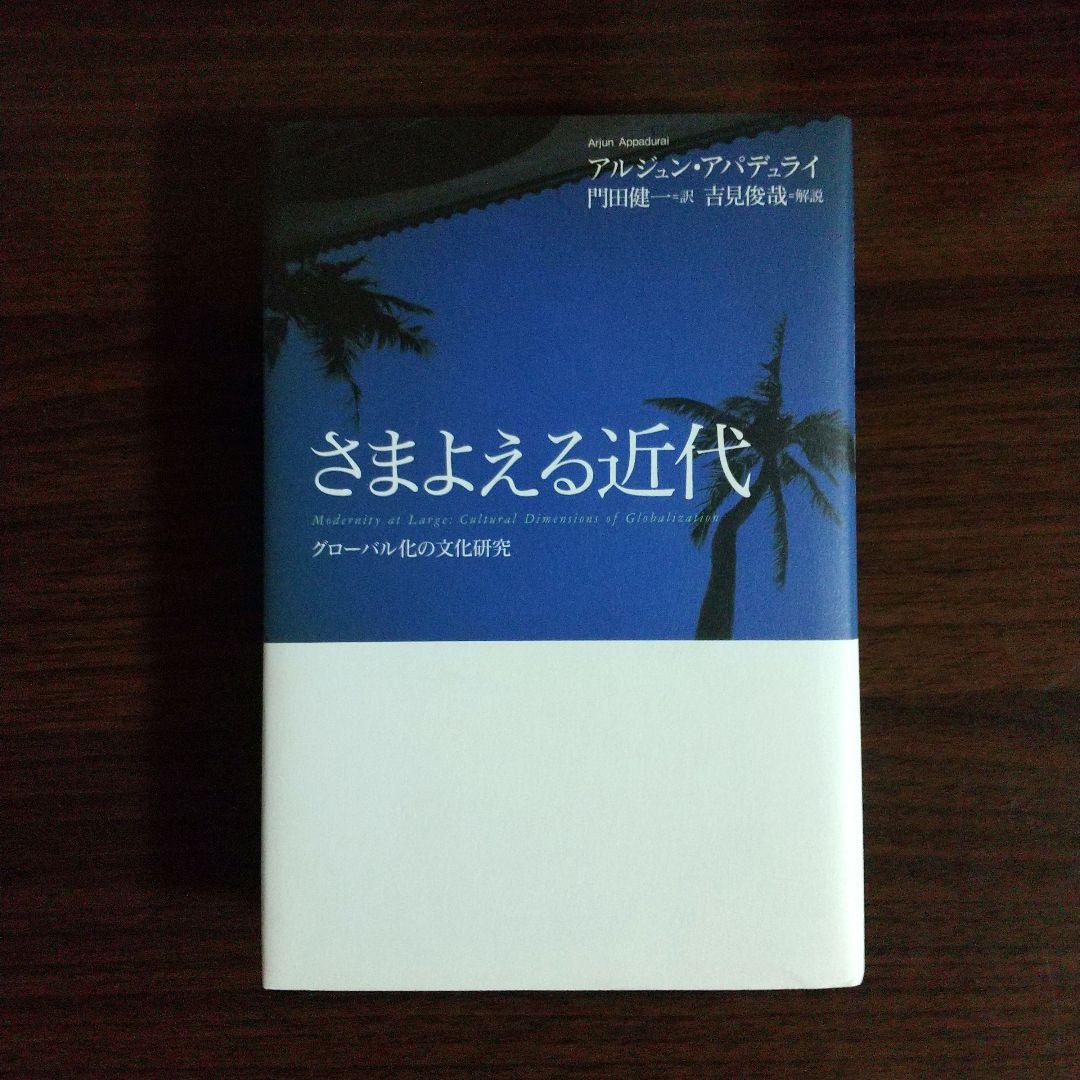 Arjun Appadurai
アルジュン・アパデュライ
門田健一=訳 吉見俊哉=解説
さまよえる近代
Modernity at Large: Cultural Dimensions of Globalization
グローバル化の文化研究